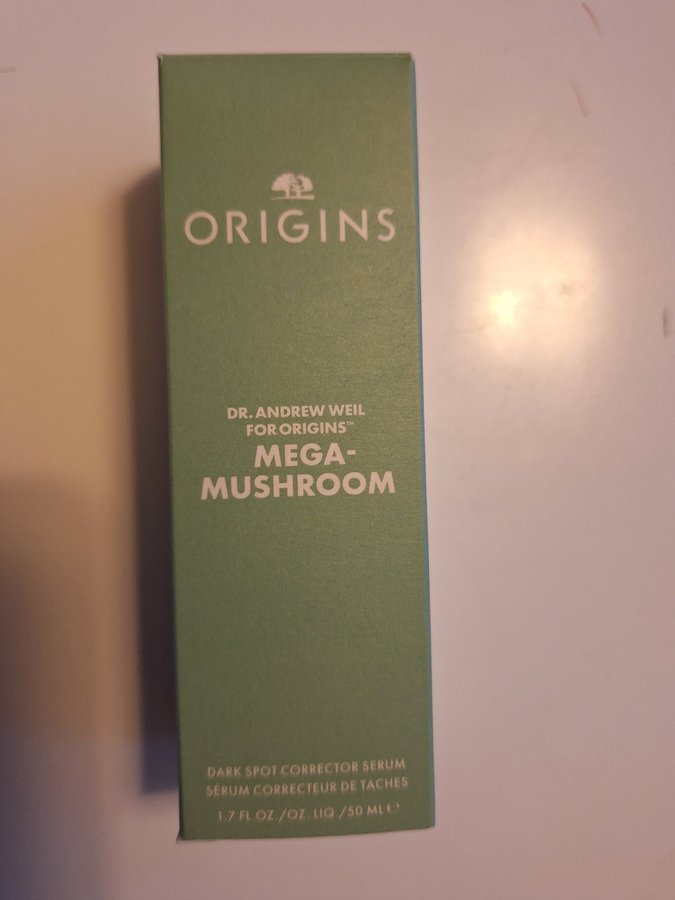 ORIGINS
DR. ANDREW WEIL
FOR ORIGINS™
MEGA-
MUSHROOM
DARK SPOT CORRECTOR SERUM
SÉRUM CORRECTEUR DE TACHES
1.7 FL.OZ./OZ. LIQ./50 ML ℮